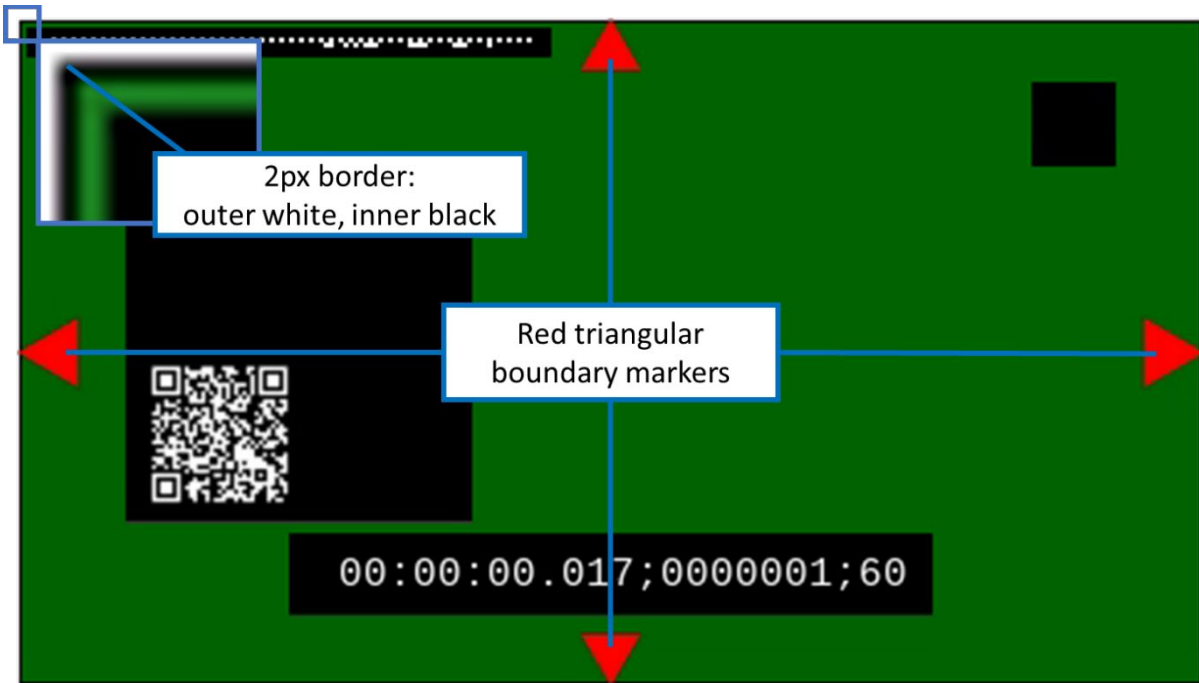 2px border:
outer white, inner black
Red triangular
boundary markers
00:00:00.017;0000001;60